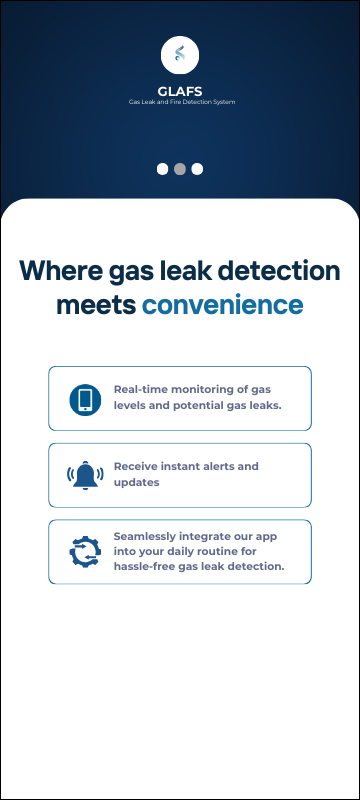 GLAFS
Gas Leak and Fire Detection System
Where gas leak detection
meets convenience
Real-time monitoring of gas
levels and potential gas leaks.
Receive instant alerts and
updates
Seamlessly integrate our app
into your daily routine for
hassle-free gas leak detection.